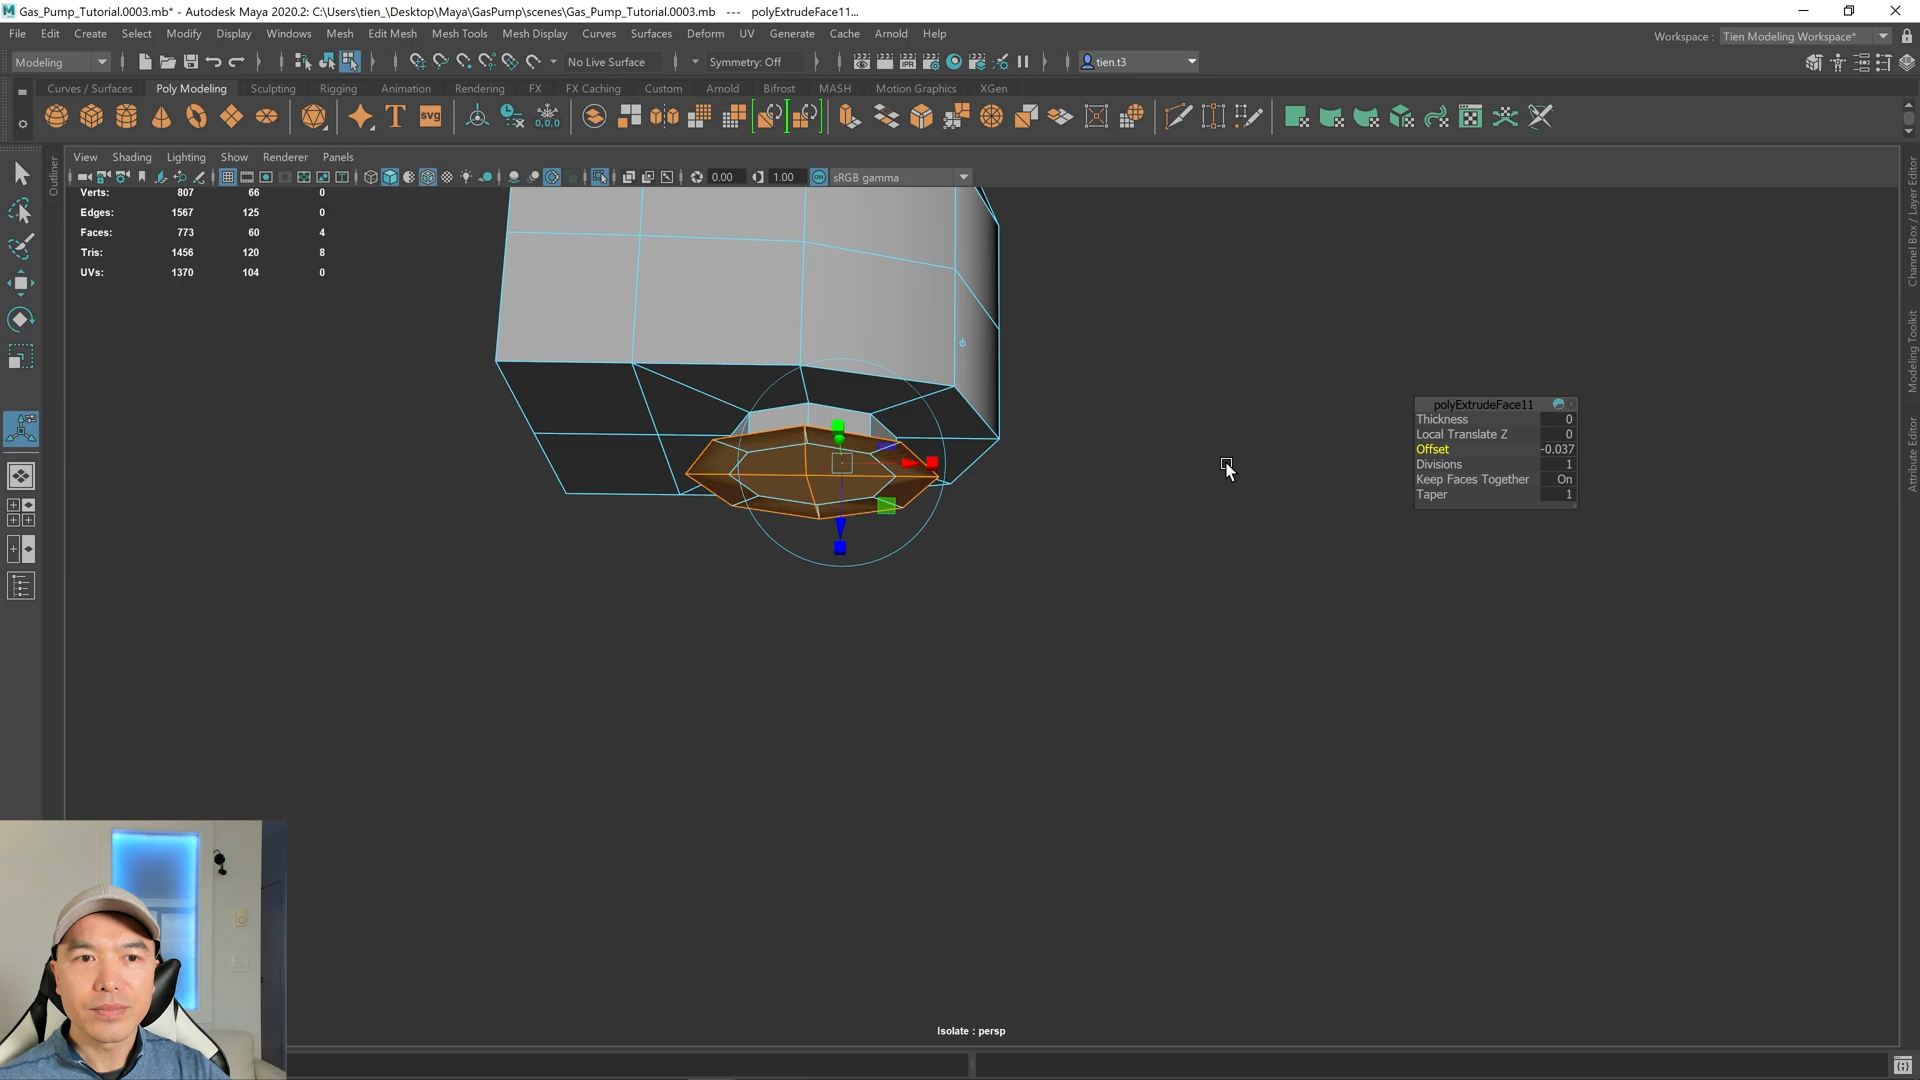 Gas_Pump_Tutorial.0003.mb* - Autodesk Maya 2020.2: C:\Users\tien_\Desktop\Maya\GasPump\scenes\Gas_Pump_Tutorial.0003.mb --- polyExtrudeFace11...
File Edit Create Select Modify Display Windows Mesh Edit Mesh Mesh Tools Mesh Display Curves Surfaces Deform UV Generate Cache Arnold Help
Workspace : Tien Modeling Workspace*
Modeling No Live Surface Symmetry: Off tien.t3
Curves / Surfaces Poly Modeling Sculpting Rigging Animation Rendering FX FX Caching Custom Arnold Bifrost MASH Motion Graphics XGen
svg 0,0,0
View Shading Lighting Show Renderer Panels
0.00 1.00 ON sRGB gamma
Outliner
Verts: 807 66 0
Edges: 1567 125 0
Faces: 773 60 4
Tris: 1456 120 8
UVs: 1370 104 0
polyExtrudeFace11
Thickness 0
Local Translate Z 0
Offset -0.037
Divisions 1
Keep Faces Together On
Taper 1
Channel Box / Layer Editor
Modeling Toolkit
Attribute Editor
Isolate : persp